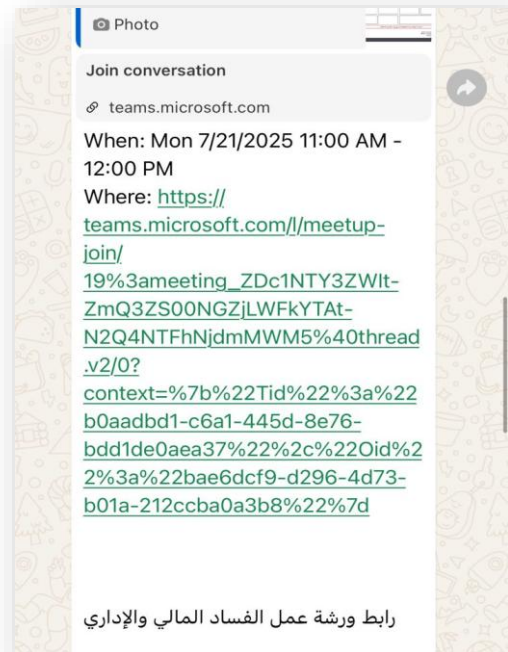 Photo
Join conversation
teams.microsoft.com
When: Mon 7/21/2025 11:00 AM -
12:00 PM
Where: https://
teams.microsoft.com/l/meetup-
join/
19%3ameeting_ZDc1NTY3ZWIt-
ZmQ3ZS00NGZjLWFkYTAt-
N2Q4NTFhNjdmMWM5%40thread
.v2/0?
context=%7b%22Tid%22%3a%22
b0aadbd1-c6a1-445d-8e76-
bdd1de0aea37%22%2c%22Oid%2
2%3a%22bae6dcf9-d296-4d73-
b01a-212ccba0a3b8%22%7d
رابط ورشة عمل الفساد المالي والإداري